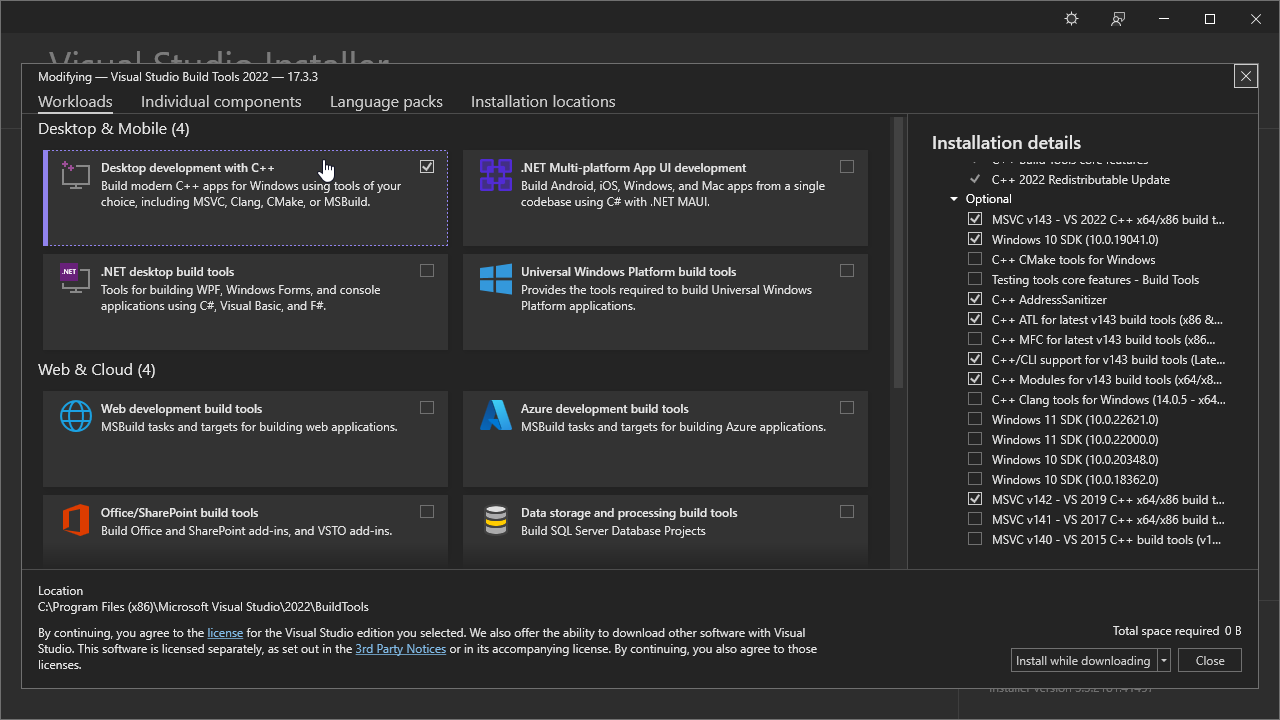 Visual Studio Installer
Modifying — Visual Studio Build Tools 2022 — 17.3.3
Workloads
Individual components
Language packs
Installation locations
Desktop & Mobile (4)
Desktop development with C++
Build modern C++ apps for Windows using tools of your
choice, including MSVC, Clang, CMake, or MSBuild.
.NET Multi-platform App UI development
Build Android, iOS, Windows, and Mac apps from a single
codebase using C# with .NET MAUI.
.NET
.NET desktop build tools
Tools for building WPF, Windows Forms, and console
applications using C#, Visual Basic, and F#.
Universal Windows Platform build tools
Provides the tools required to build Universal Windows
Platform applications.
Web & Cloud (4)
Web development build tools
MSBuild tasks and targets for building web applications.
Azure development build tools
MSBuild tasks and targets for building Azure applications.
Office/SharePoint build tools
Build Office and SharePoint add-ins, and VSTO add-ins.
Data storage and processing build tools
Build SQL Server Database Projects
Installation details
C++ Build Tools core features
C++ 2022 Redistributable Update
Optional
MSVC v143 - VS 2022 C++ x64/x86 build t...
Windows 10 SDK (10.0.19041.0)
C++ CMake tools for Windows
Testing tools core features - Build Tools
C++ AddressSanitizer
C++ ATL for latest v143 build tools (x86 &...
C++ MFC for latest v143 build tools (x86...
C++/CLI support for v143 build tools (Late...
C++ Modules for v143 build tools (x64/x8...
C++ Clang tools for Windows (14.0.5 - x64...
Windows 11 SDK (10.0.22621.0)
Windows 11 SDK (10.0.22000.0)
Windows 10 SDK (10.0.20348.0)
Windows 10 SDK (10.0.18362.0)
MSVC v142 - VS 2019 C++ x64/x86 build t...
MSVC v141 - VS 2017 C++ x64/x86 build t...
MSVC v140 - VS 2015 C++ build tools (v1...
Location
C:\Program Files (x86)\Microsoft Visual Studio\2022\BuildTools
By continuing, you agree to the license for the Visual Studio edition you selected. We also offer the ability to download other software with Visual
Studio. This software is licensed separately, as set out in the 3rd Party Notices or in its accompanying license. By continuing, you also agree to those
licenses.
Total space required 0 B
Install while downloading
Close
Installer version